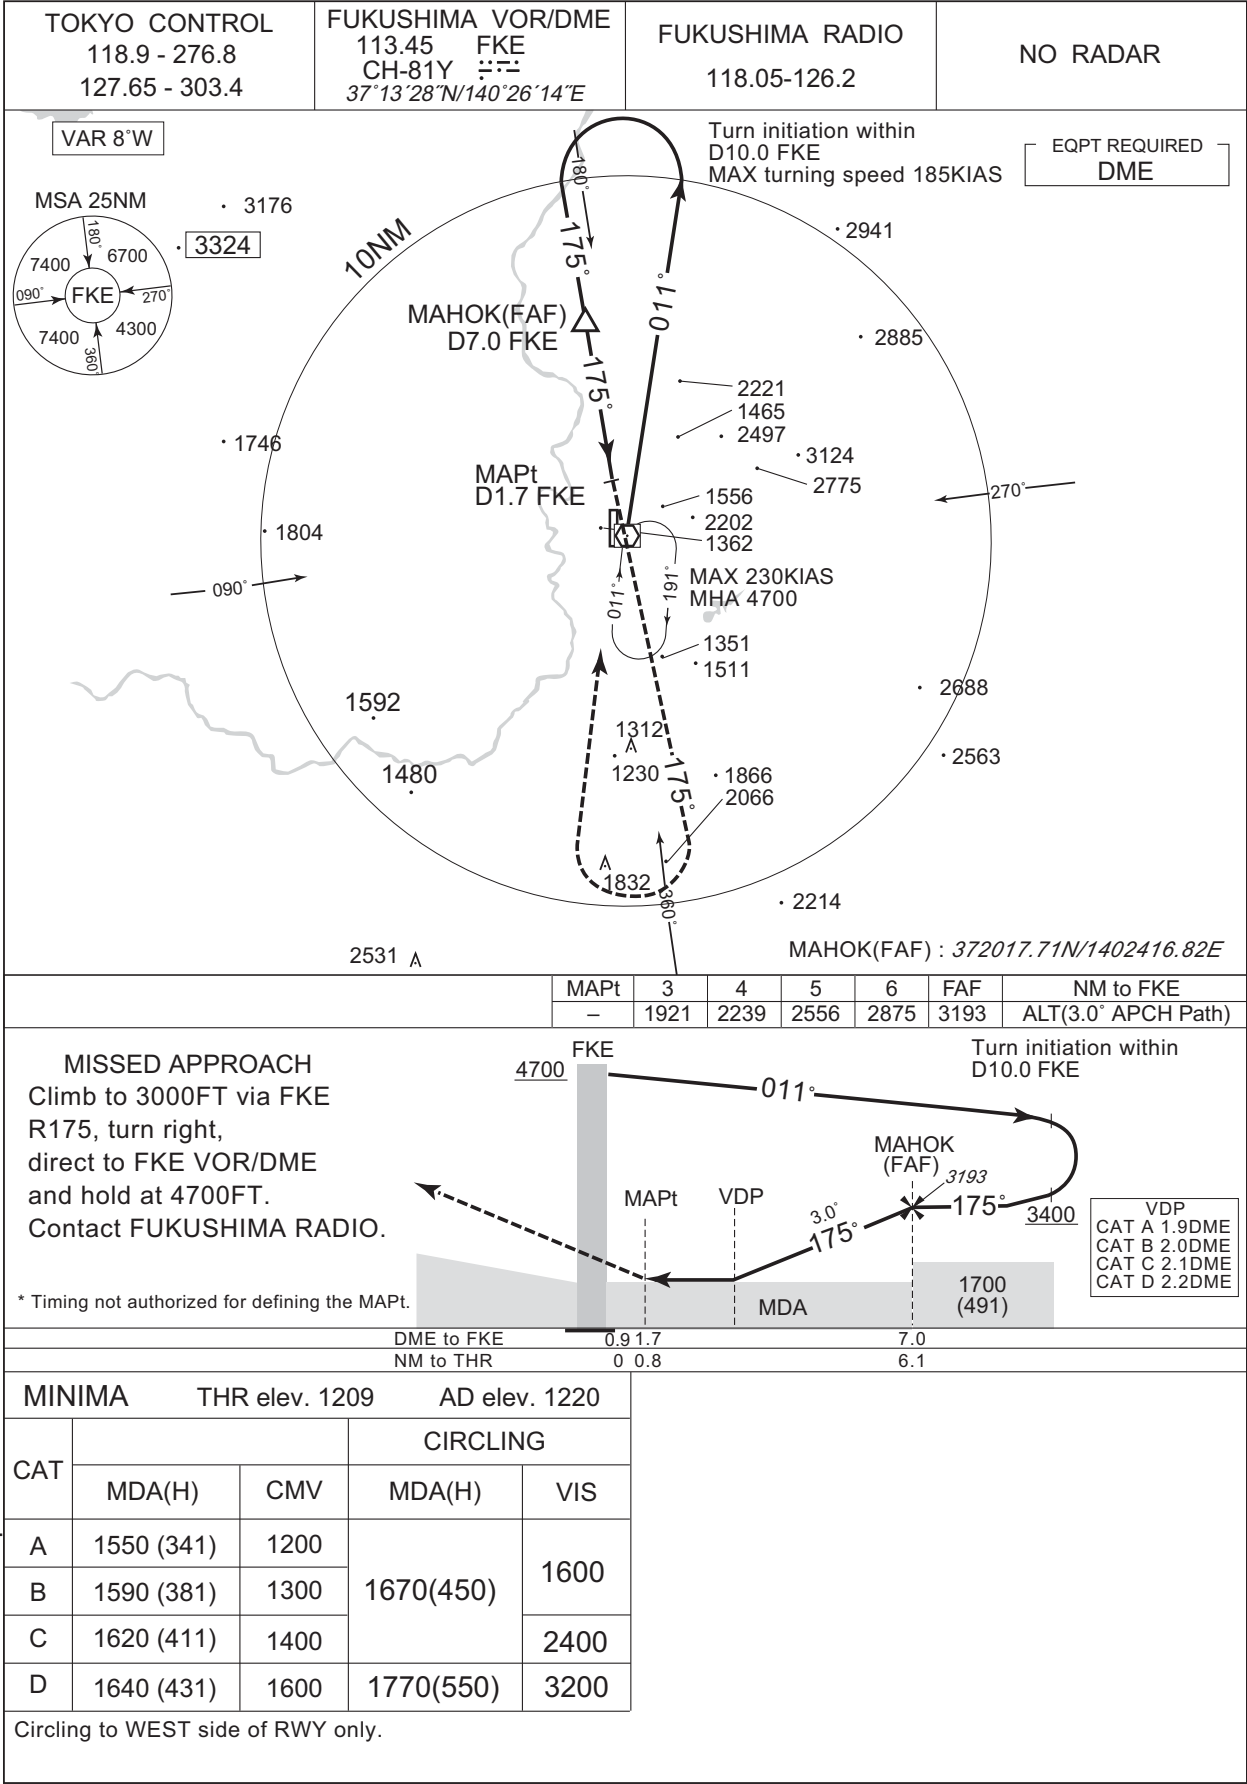 TOKYO CONTROL
118.9 - 276.8
127.65 - 303.4
FUKUSHIMA VOR/DME
113.45 FKE
CH-81Y
37°13´28˝N/140°26´14˝E
FUKUSHIMA RADIO
118.05-126.2
NO RADAR
VAR 8°W
Turn initiation within
D10.0 FKE
MAX turning speed 185KIAS
EQPT REQUIRED
DME
MSA 25NM
180°
7400
6700
090°
FKE
270°
7400
4300
360°
3176
3324
10NM
180°
175°
011°
2941
MAHOK(FAF)
D7.0 FKE
2885
175°
2221
1465
2497
1746
3124
2775
MAPt
D1.7 FKE
1556
2202
1362
270°
1804
090°
011°
191°
MAX 230KIAS
MHA 4700
1351
1511
2688
1592
1312
1230
175°
2563
1480
1866
2066
1832
360°
2214
2531
MAHOK(FAF) : 372017.71N/1402416.82E
MAPt 3 4 5 6 FAF NM to FKE
– 1921 2239 2556 2875 3193 ALT(3.0° APCH Path)
MISSED APPROACH
Climb to 3000FT via FKE
R175, turn right,
direct to FKE VOR/DME
and hold at 4700FT.
Contact FUKUSHIMA RADIO.
* Timing not authorized for defining the MAPt.
FKE
4700
011°
Turn initiation within
D10.0 FKE
MAHOK
(FAF)
3193
MAPt
VDP
3.0°
175°
175°
3400
VDP
CAT A 1.9DME
CAT B 2.0DME
CAT C 2.1DME
CAT D 2.2DME
MDA
1700
(491)
DME to FKE 0.9 1.7 7.0
NM to THR 0 0.8 6.1
MINIMA THR elev. 1209 AD elev. 1220
CAT CIRCLING
MDA(H) CMV MDA(H) VIS
A 1550 (341) 1200 1670(450) 1600
B 1590 (381) 1300
C 1620 (411) 1400 2400
D 1640 (431) 1600 1770(550) 3200
Circling to WEST side of RWY only.